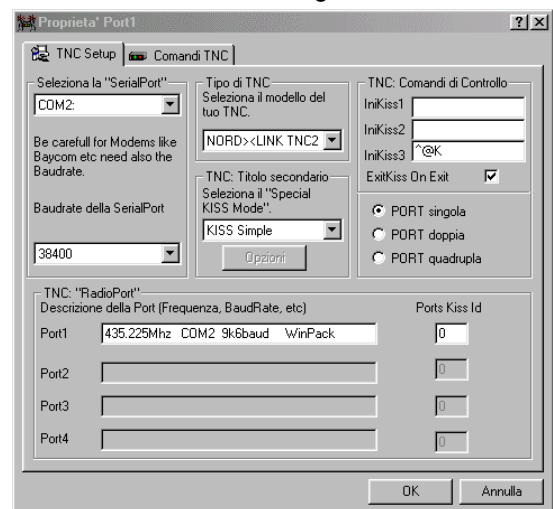 Proprieta' Port1
TNC Setup
Comandi TNC
Seleziona la "SerialPort"
COM2:
Be carefull for Modems like
Baycom etc need also the
Baudrate.
Baudrate della SerialPort
38400
Tipo di TNC
Seleziona il modello del
tuo TNC.
NORD><LINK TNC2
TNC: Titolo secondario
Seleziona il "Special
KISS Mode".
KISS Simple
Opzioni
TNC: Comandi di Controllo
IniKiss1
IniKiss2
IniKiss3 ^@K
ExitKiss On Exit
PORT singola
PORT doppia
PORT quadrupla
TNC: "RadioPort"
Descrizione della Port (Frequenza, BaudRate, etc) Ports Kiss Id
Port1 435.225Mhz COM2 9k6baud WinPack 0
Port2 0
Port3 0
Port4 0
OK Annulla